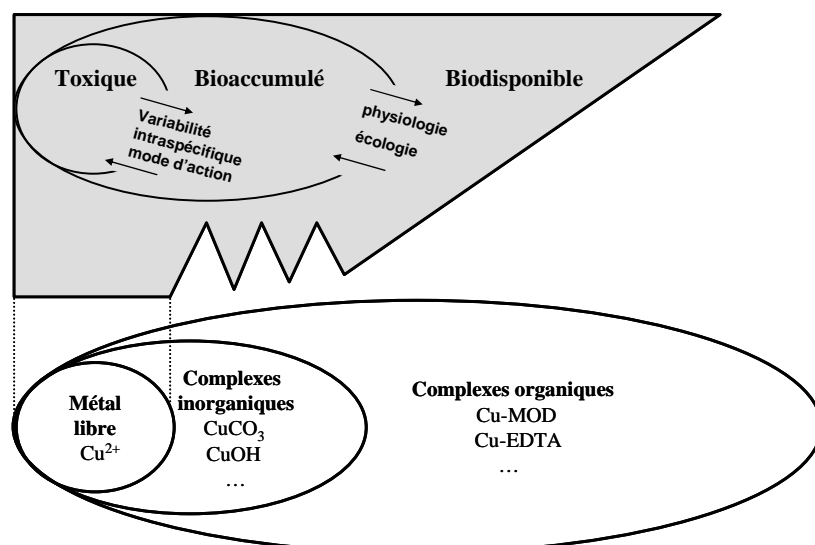 Toxique
Bioaccumulé
Biodisponible
Variabilité
intraspécifique
mode d'action
physiologie
écologie
Métal
libre
Cu²⁺
Complexes
inorganiques
CuCO₃
CuOH
…
Complexes organiques
Cu-MOD
Cu-EDTA
…